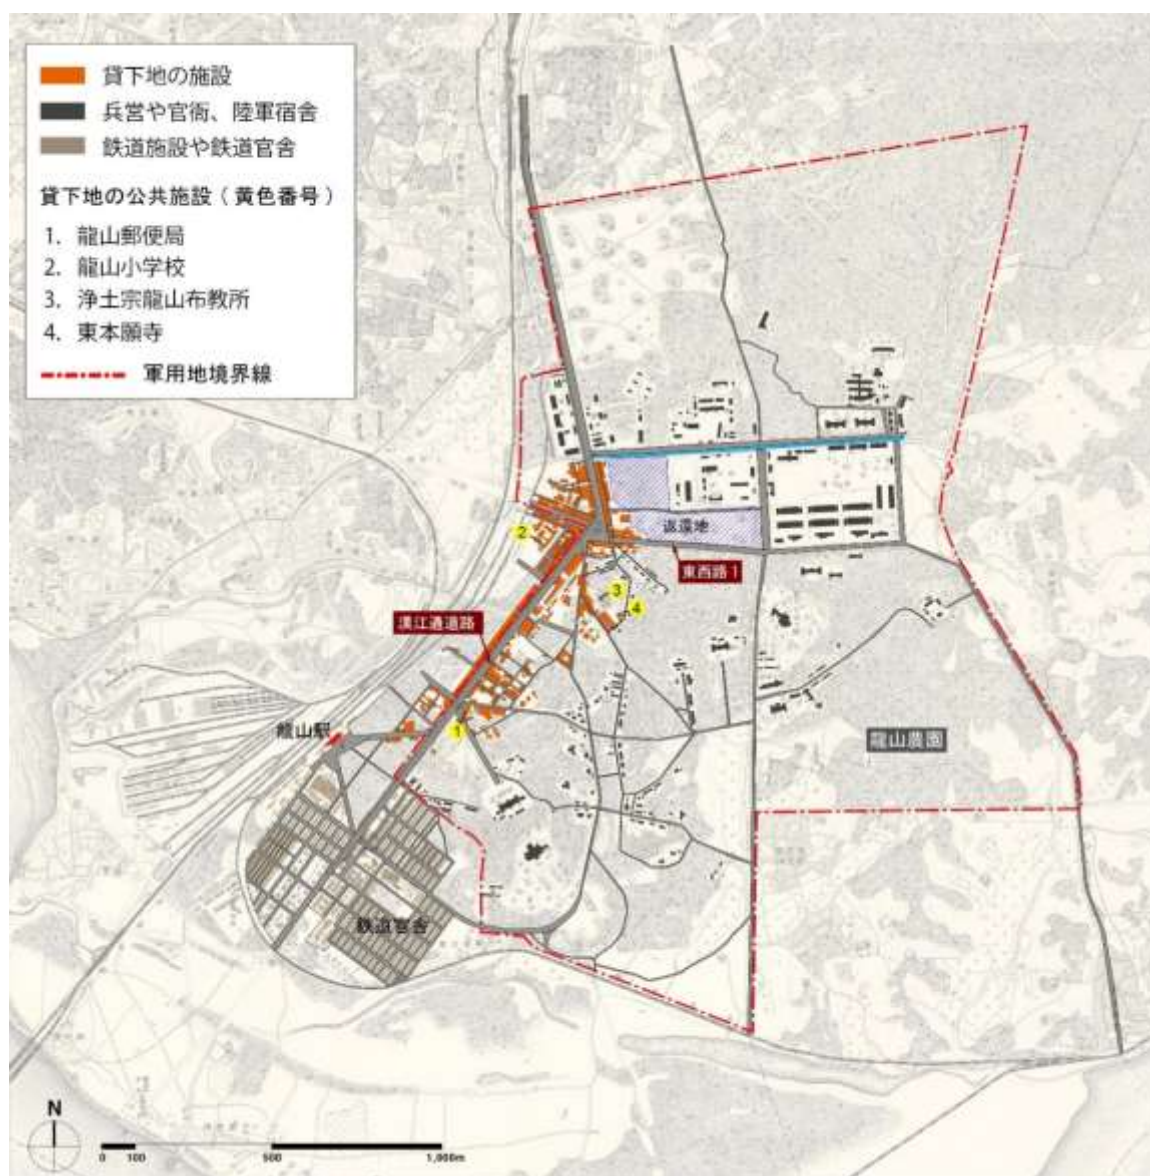 貸下地の施設
兵営や官衙、陸軍宿舎
鉄道施設や鉄道官舎
貸下地の公共施設(黄色番号)
1. 龍山郵便局
2. 龍山小学校
3. 浄土宗龍山布教所
4. 東本願寺
軍用地境界線
返還地
2
東西路1
3
4
漢江通道路
龍山駅
1
龍山農園
鉄道官舎
N
0 100 500 1,000m